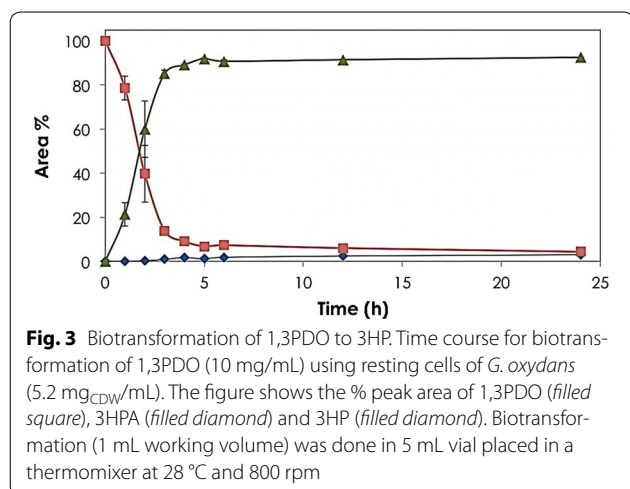 100
80
60
40
20
0
Area %
0 5 10 15 20 25
Time (h)
Fig. 3 Biotransformation of 1,3PDO to 3HP. Time course for biotrans-
formation of 1,3PDO (10 mg/mL) using resting cells of G. oxydans
(5.2 mgCDW/mL). The figure shows the % peak area of 1,3PDO (filled
square), 3HPA (filled diamond) and 3HP (filled diamond). Biotransfor-
mation (1 mL working volume) was done in 5 mL vial placed in a
thermomixer at 28 °C and 800 rpm